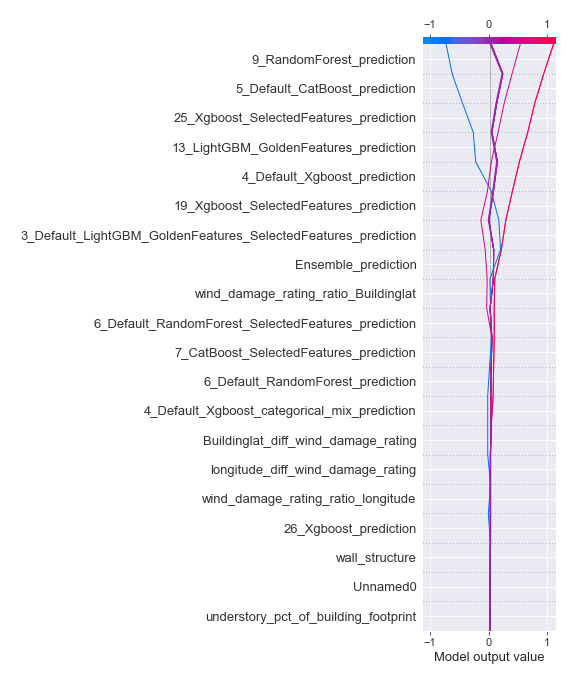 −1 0 1
9_RandomForest_prediction
5_Default_CatBoost_prediction
25_Xgboost_SelectedFeatures_prediction
13_LightGBM_GoldenFeatures_prediction
4_Default_Xgboost_prediction
19_Xgboost_SelectedFeatures_prediction
3_Default_LightGBM_GoldenFeatures_SelectedFeatures_prediction
Ensemble_prediction
wind_damage_rating_ratio_Buildinglat
6_Default_RandomForest_SelectedFeatures_prediction
7_CatBoost_SelectedFeatures_prediction
6_Default_RandomForest_prediction
4_Default_Xgboost_categorical_mix_prediction
Buildinglat_diff_wind_damage_rating
longitude_diff_wind_damage_rating
wind_damage_rating_ratio_longitude
26_Xgboost_prediction
wall_structure
Unnamed0
understory_pct_of_building_footprint
−1 0 1
Model output value